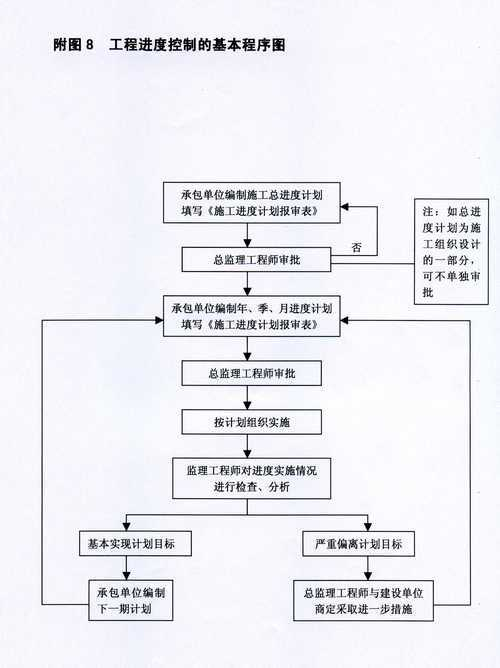 附图8 工程进度控制的基本程序图
承包单位编制施工总进度计划
填写《施工进度计划报审表》
否
总监理工程师审批
注：如总进
度计划为施
工组织设计
的一部分，
可不单独审
批
承包单位编制年、季、月进度计划
填写《施工进度计划报审表》
总监理工程师审批
按计划组织实施
监理工程师对进度实施情况
进行检查、分析
基本实现计划目标
严重偏离计划目标
承包单位编制
下一期计划
总监理工程师与建设单位
商定采取进一步措施